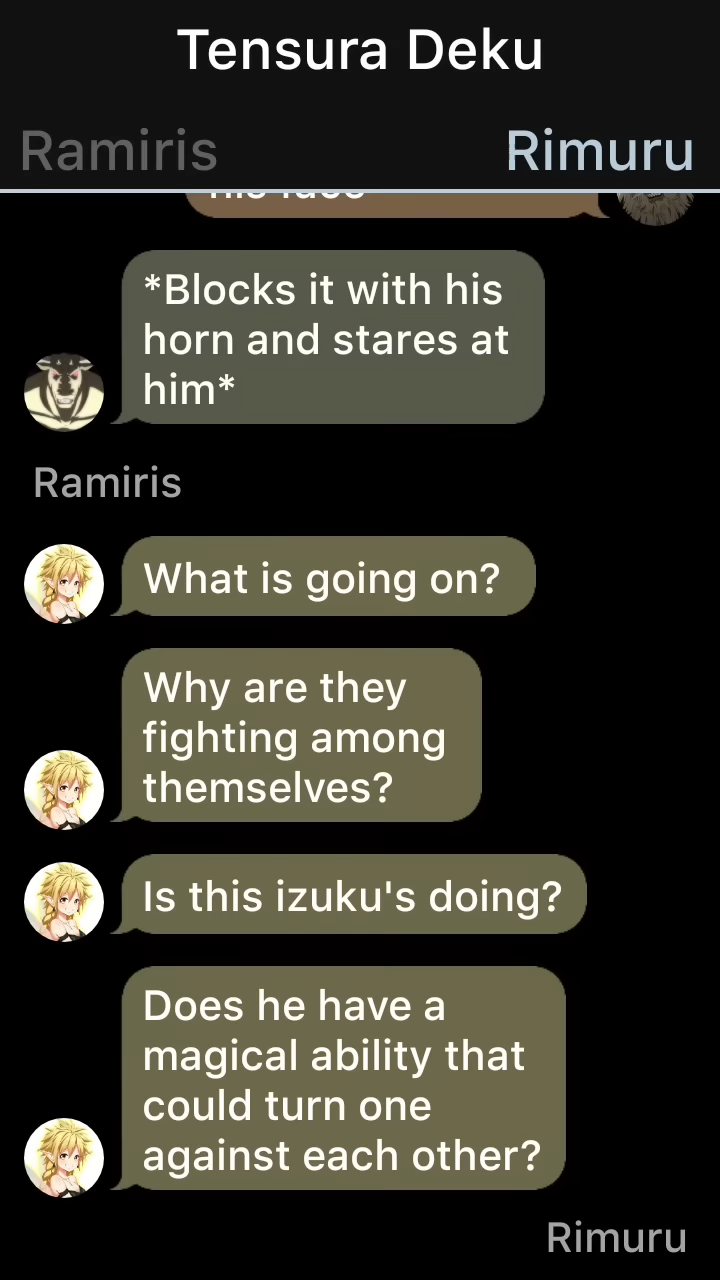 Tensura Deku
Ramiris
Rimuru
*Blocks it with his
horn and stares at
him*
Ramiris
What is going on?
Why are they
fighting among
themselves?
Is this izuku's doing?
Does he have a
magical ability that
could turn one
against each other?
Rimuru